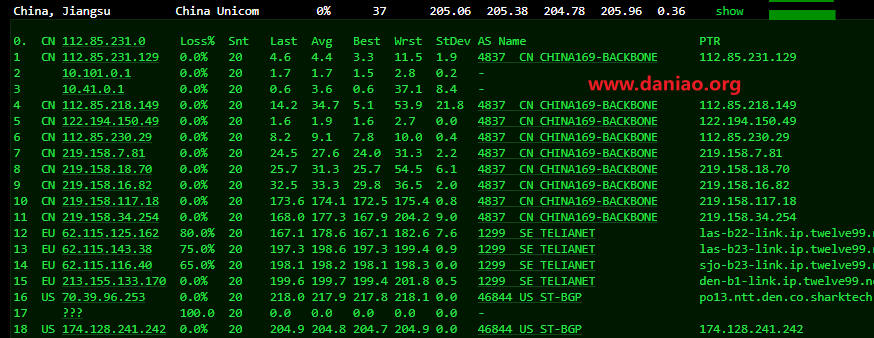 China, Jiangsu China Unicom 0% 37 205.06 205.38 204.78 205.96 0.36 show
0. CN 112.85.231.0 Loss% Snt Last Avg Best Wrst StDev AS Name PTR
1 CN 112.85.231.129 0.0% 20 4.6 4.4 3.3 11.5 1.9 4837 CN CHINA169-BACKBONE 112.85.231.129
2 10.101.0.1 0.0% 20 1.7 1.7 1.5 2.8 0.2 -
3 10.41.0.1 0.0% 20 0.6 3.6 0.6 37.1 8.4 -
www.daniao.org
4 CN 112.85.218.149 0.0% 20 14.2 34.7 5.1 53.9 21.8 4837 CN CHINA169-BACKBONE 112.85.218.149
5 CN 122.194.150.49 0.0% 20 1.6 1.9 1.6 2.7 0.0 4837 CN CHINA169-BACKBONE 122.194.150.49
6 CN 112.85.230.29 0.0% 20 8.2 9.1 7.8 10.0 0.4 4837 CN CHINA169-BACKBONE 112.85.230.29
7 CN 219.158.7.81 0.0% 20 24.5 27.6 24.0 31.3 2.2 4837 CN CHINA169-BACKBONE 219.158.7.81
8 CN 219.158.18.70 0.0% 20 25.7 31.3 25.7 54.5 6.1 4837 CN CHINA169-BACKBONE 219.158.18.70
9 CN 219.158.16.82 0.0% 20 32.5 33.3 29.8 36.5 2.0 4837 CN CHINA169-BACKBONE 219.158.16.82
10 CN 219.158.117.18 0.0% 20 173.6 174.1 172.5 175.4 0.8 4837 CN CHINA169-BACKBONE 219.158.117.18
11 CN 219.158.34.254 0.0% 20 168.0 177.3 167.9 204.2 9.0 4837 CN CHINA169-BACKBONE 219.158.34.254
12 EU 62.115.125.162 80.0% 20 167.1 178.6 167.1 182.6 7.6 1299 SE TELIANET las-b22-link.ip.twelve99.n
13 EU 62.115.143.38 75.0% 20 197.3 198.6 197.3 199.4 0.9 1299 SE TELIANET las-b23-link.ip.twelve99.n
14 EU 62.115.116.40 65.0% 20 198.1 198.2 198.1 198.3 0.0 1299 SE TELIANET sjo-b23-link.ip.twelve99.n
15 EU 213.155.133.170 0.0% 20 199.6 199.7 199.4 201.8 0.5 1299 SE TELIANET den-b1-link.ip.twelve99.ne
16 US 70.39.96.253 0.0% 20 218.0 217.9 217.8 218.1 0.0 46844 US ST-BGP po13.ntt.den.co.sharktech.
17 ??? 100.0 20 0.0 0.0 0.0 0.0 0.0 -
18 US 174.128.241.242 0.0% 20 204.9 204.8 204.7 204.9 0.0 46844 US ST-BGP 174.128.241.242